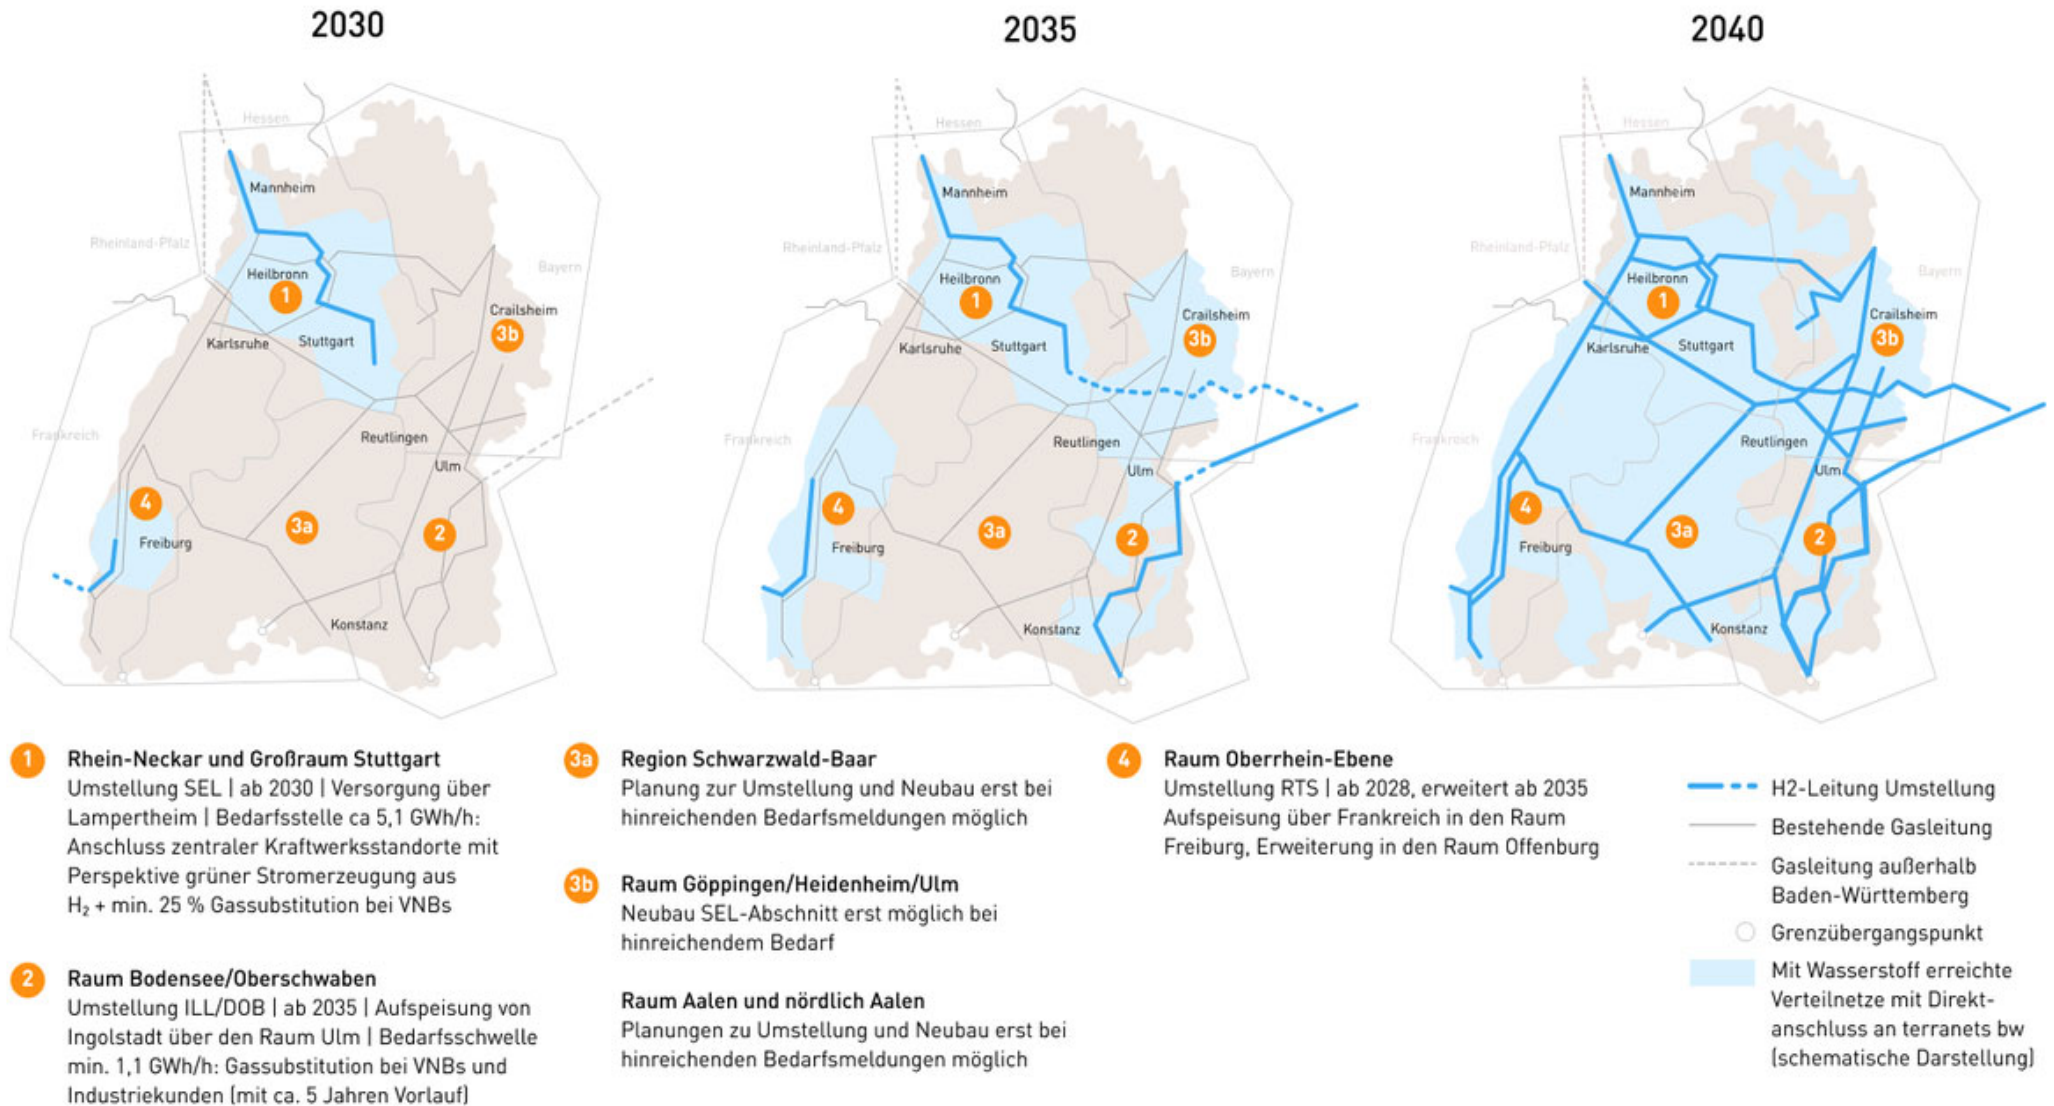 2030
Hessen
Mannheim
Rheinland-Pfalz
Bayern
Heilbronn
1
Crailsheim
3b
Karlsruhe
Stuttgart
Frankreich
Reutlingen
Ulm
4
3a
2
Freiburg
Konstanz
2035
Hessen
Mannheim
Rheinland-Pfalz
Bayern
Heilbronn
1
Crailsheim
3b
Karlsruhe
Stuttgart
Frankreich
Reutlingen
Ulm
4
3a
2
Freiburg
Konstanz
2040
Hessen
Mannheim
Rheinland-Pfalz
Bayern
Heilbronn
1
Crailsheim
3b
Karlsruhe
Stuttgart
Frankreich
Reutlingen
Ulm
4
3a
2
Freiburg
Konstanz
1 Rhein-Neckar und Großraum Stuttgart
Umstellung SEL | ab 2030 | Versorgung über
Lampertheim | Bedarfsstelle ca 5,1 GWh/h:
Anschluss zentraler Kraftwerksstandorte mit
Perspektive grüner Stromerzeugung aus
H₂ + min. 25 % Gassubstitution bei VNBs
2 Raum Bodensee/Oberschwaben
Umstellung ILL/DOB | ab 2035 | Aufspeisung von
Ingolstadt über den Raum Ulm | Bedarfsschwelle
min. 1,1 GWh/h: Gassubstitution bei VNBs und
Industriekunden (mit ca. 5 Jahren Vorlauf)
3a Region Schwarzwald-Baar
Planung zur Umstellung und Neubau erst bei
hinreichenden Bedarfsmeldungen möglich
3b Raum Göppingen/Heidenheim/Ulm
Neubau SEL-Abschnitt erst möglich bei
hinreichendem Bedarf
Raum Aalen und nördlich Aalen
Planungen zu Umstellung und Neubau erst bei
hinreichenden Bedarfsmeldungen möglich
4 Raum Oberrhein-Ebene
Umstellung RTS | ab 2028, erweitert ab 2035
Aufspeisung über Frankreich in den Raum
Freiburg, Erweiterung in den Raum Offenburg
H2-Leitung Umstellung
Bestehende Gasleitung
Gasleitung außerhalb
Baden-Württemberg
Grenzübergangspunkt
Mit Wasserstoff erreichte
Verteilnetze mit Direkt-
anschluss an terranets bw
(schematische Darstellung)